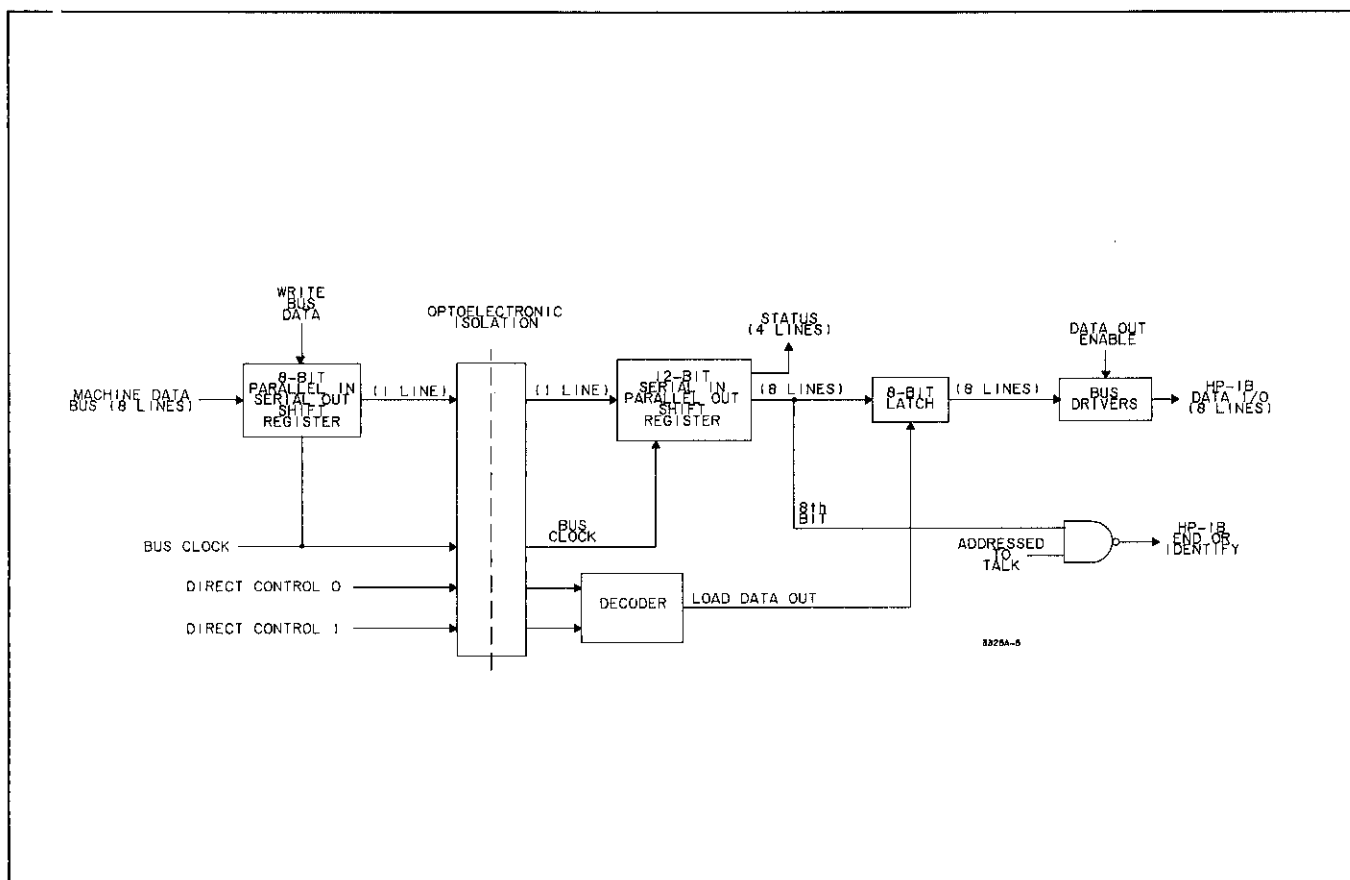 WRITE
BUS
DATA
OPTOELECTRONIC
ISOLATION
STATUS
(4 LINES)
DATA OUT
ENABLE
MACHINE DATA
BUS (8 LINES)
8-BIT
PARALLEL IN
SERIAL OUT
SHIFT
REGISTER
(1 LINE)
(1 LINE)
12-BIT
SERIAL IN
PARALLEL OUT
SHIFT
REGISTER
(8 LINES)
8-BIT
LATCH
(8 LINES)
BUS
DRIVERS
HP-IB
DATA I/O
(8 LINES)
BUS CLOCK
BUS
CLOCK
8th
BIT
ADDRESSED
TO
TALK
HP-IB
END OR
IDENTIFY
DIRECT CONTROL 0
DIRECT CONTROL 1
DECODER
LOAD DATA OUT
3325A-5